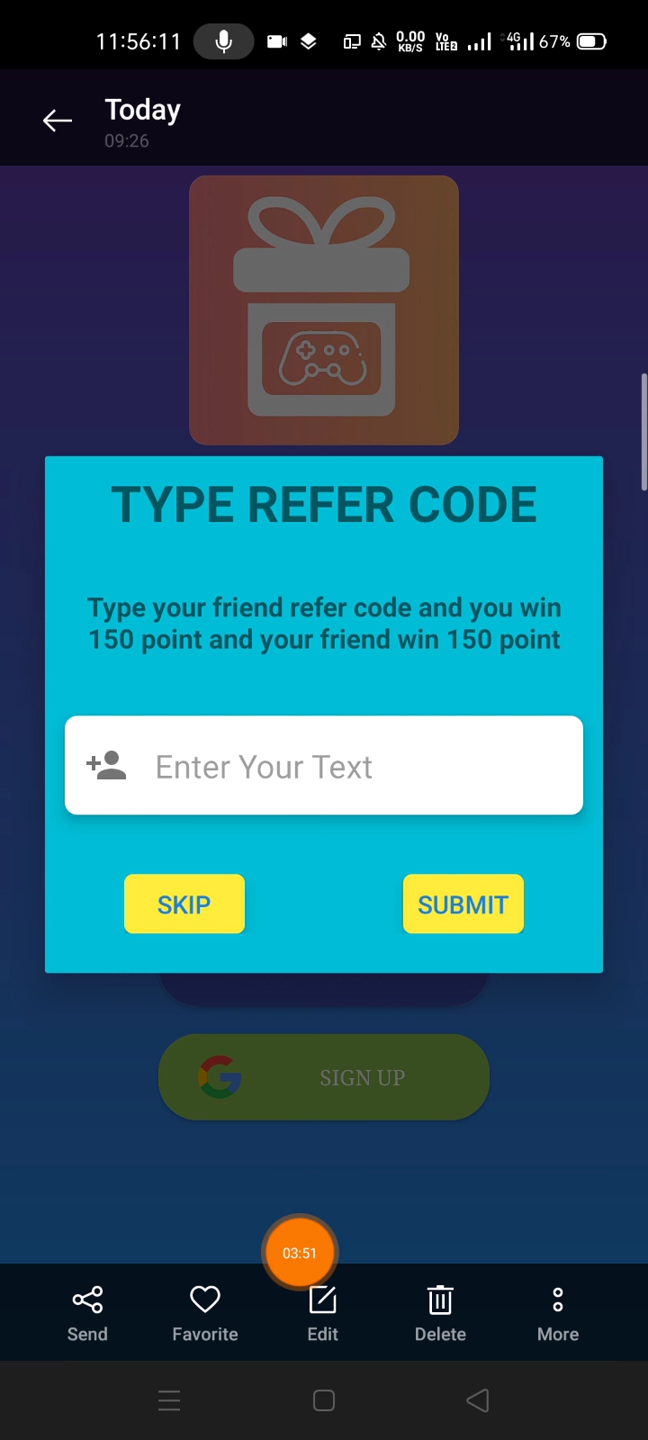 11:56:11
0.00 KB/S
Vo LTE2
4G
67%
Today
09:26
TYPE REFER CODE
Type your friend refer code and you win
150 point and your friend win 150 point
Enter Your Text
SKIP
SUBMIT
SIGN UP
03:51
Send
Favorite
Edit
Delete
More